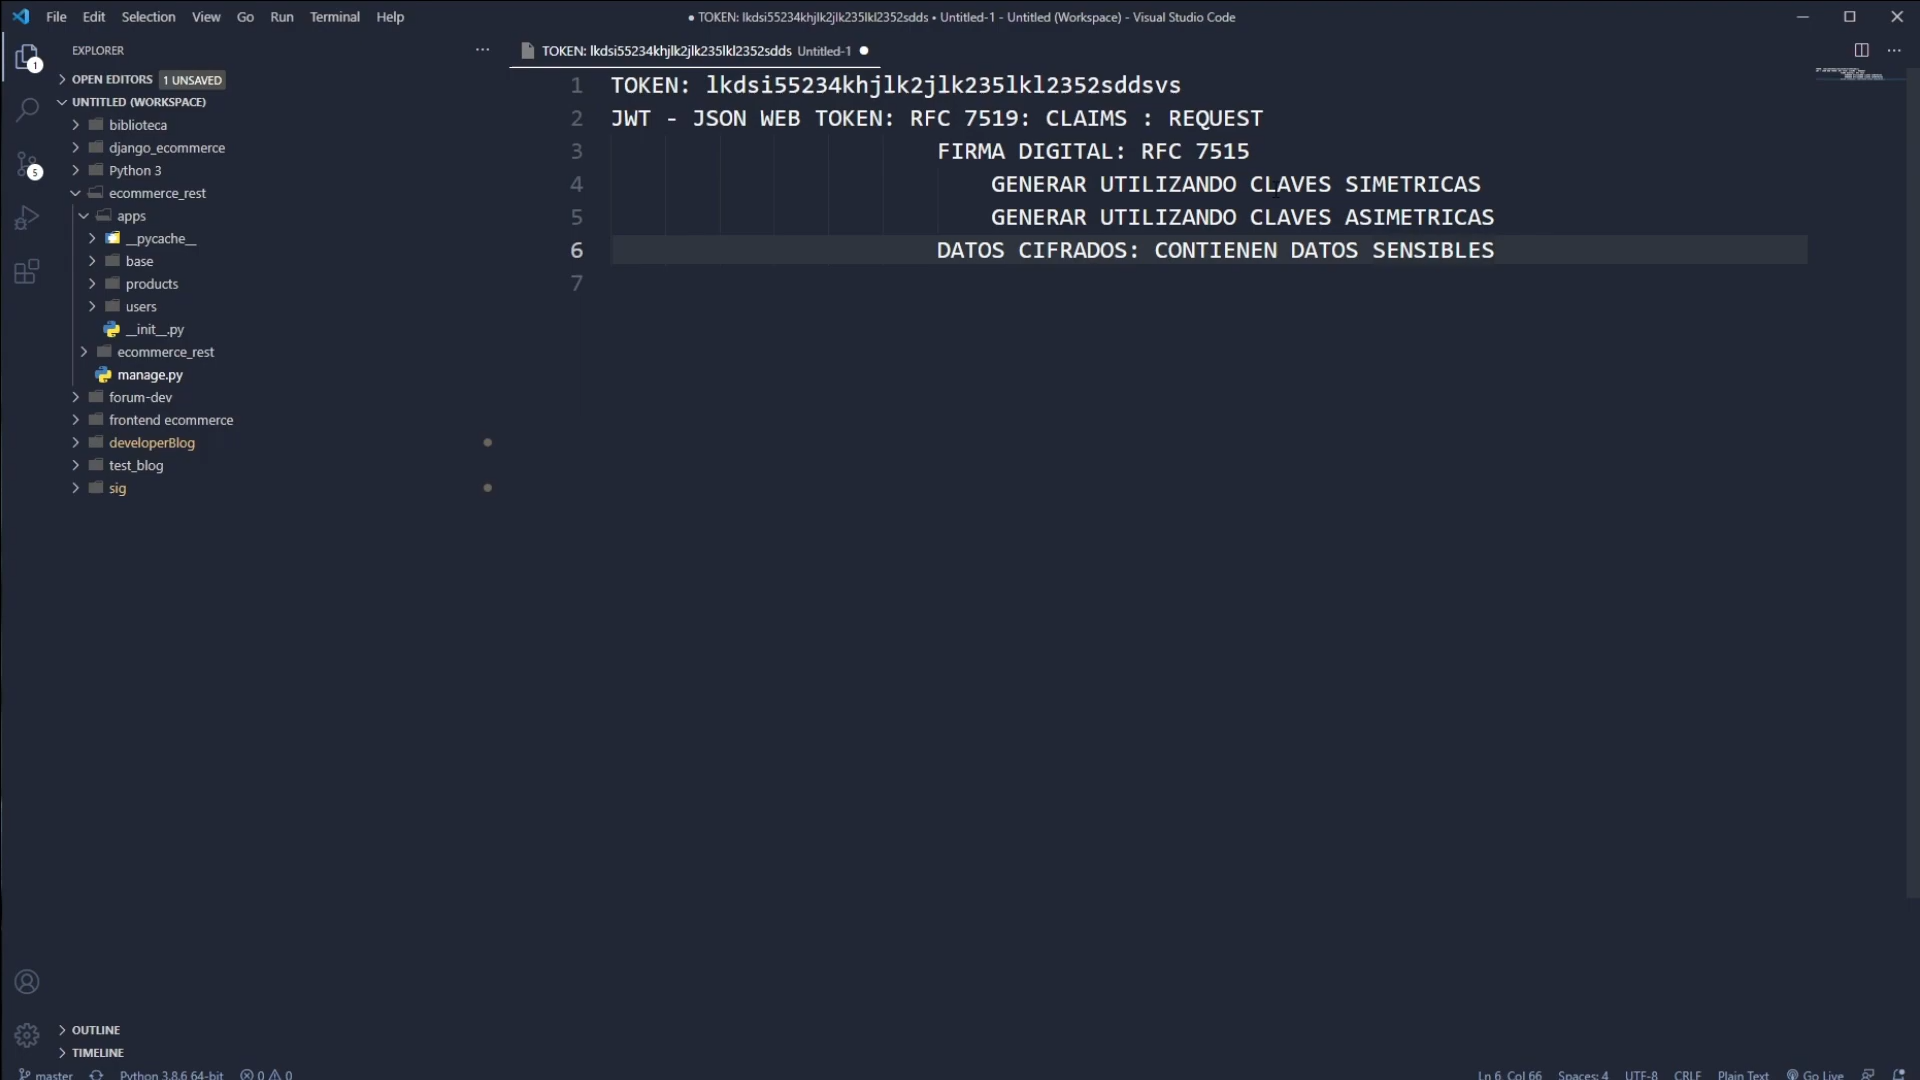 File Edit Selection View Go Run Terminal Help
● TOKEN: lkdsi55234khjlk2jlk235lkl2352sdds • Untitled-1 - Untitled (Workspace) - Visual Studio Code
EXPLORER
TOKEN: lkdsi55234khjlk2jlk235lkl2352sdds Untitled-1
OPEN EDITORS 1 UNSAVED
UNTITLED (WORKSPACE)
biblioteca
django_ecommerce
Python 3
ecommerce_rest
apps
__pycache__
base
products
users
__init__.py
ecommerce_rest
manage.py
forum-dev
frontend ecommerce
developerBlog
test_blog
sig
1
5
1 TOKEN: lkdsi55234khjlk2jlk235lkl2352sddsvs
2 JWT - JSON WEB TOKEN: RFC 7519: CLAIMS : REQUEST
3 FIRMA DIGITAL: RFC 7515
4 GENERAR UTILIZANDO CLAVES SIMETRICAS
5 GENERAR UTILIZANDO CLAVES ASIMETRICAS
6 DATOS CIFRADOS: CONTIENEN DATOS SENSIBLES
7
OUTLINE
TIMELINE
master Python 3.8.6 64-bit 0 0 Ln 6, Col 66 Spaces: 4 UTF-8 CRLF Plain Text Go Live